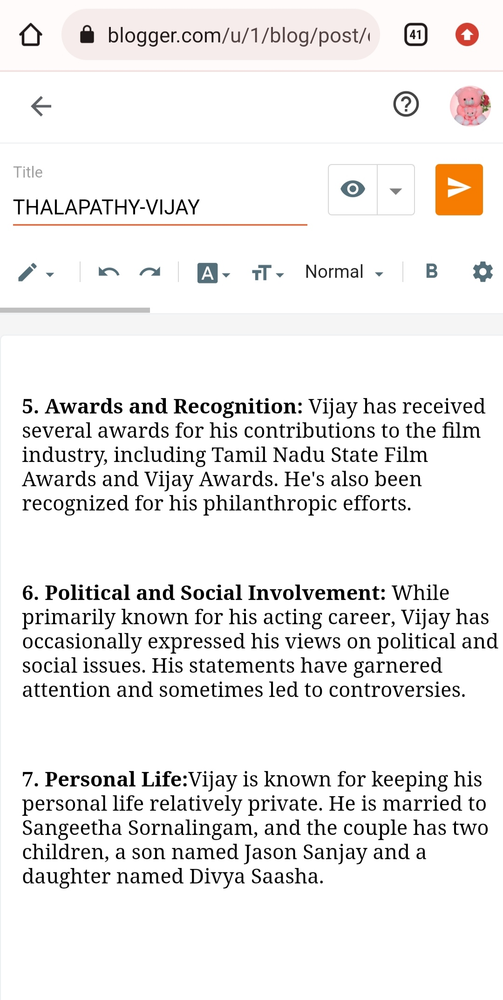 blogger.com/u/1/blog/post/
41
Title
THALAPATHY-VIJAY
A
TT
Normal
B
5. Awards and Recognition: Vijay has received
several awards for his contributions to the film
industry, including Tamil Nadu State Film
Awards and Vijay Awards. He's also been
recognized for his philanthropic efforts.
6. Political and Social Involvement: While
primarily known for his acting career, Vijay has
occasionally expressed his views on political and
social issues. His statements have garnered
attention and sometimes led to controversies.
7. Personal Life:Vijay is known for keeping his
personal life relatively private. He is married to
Sangeetha Sornalingam, and the couple has two
children, a son named Jason Sanjay and a
daughter named Divya Saasha.